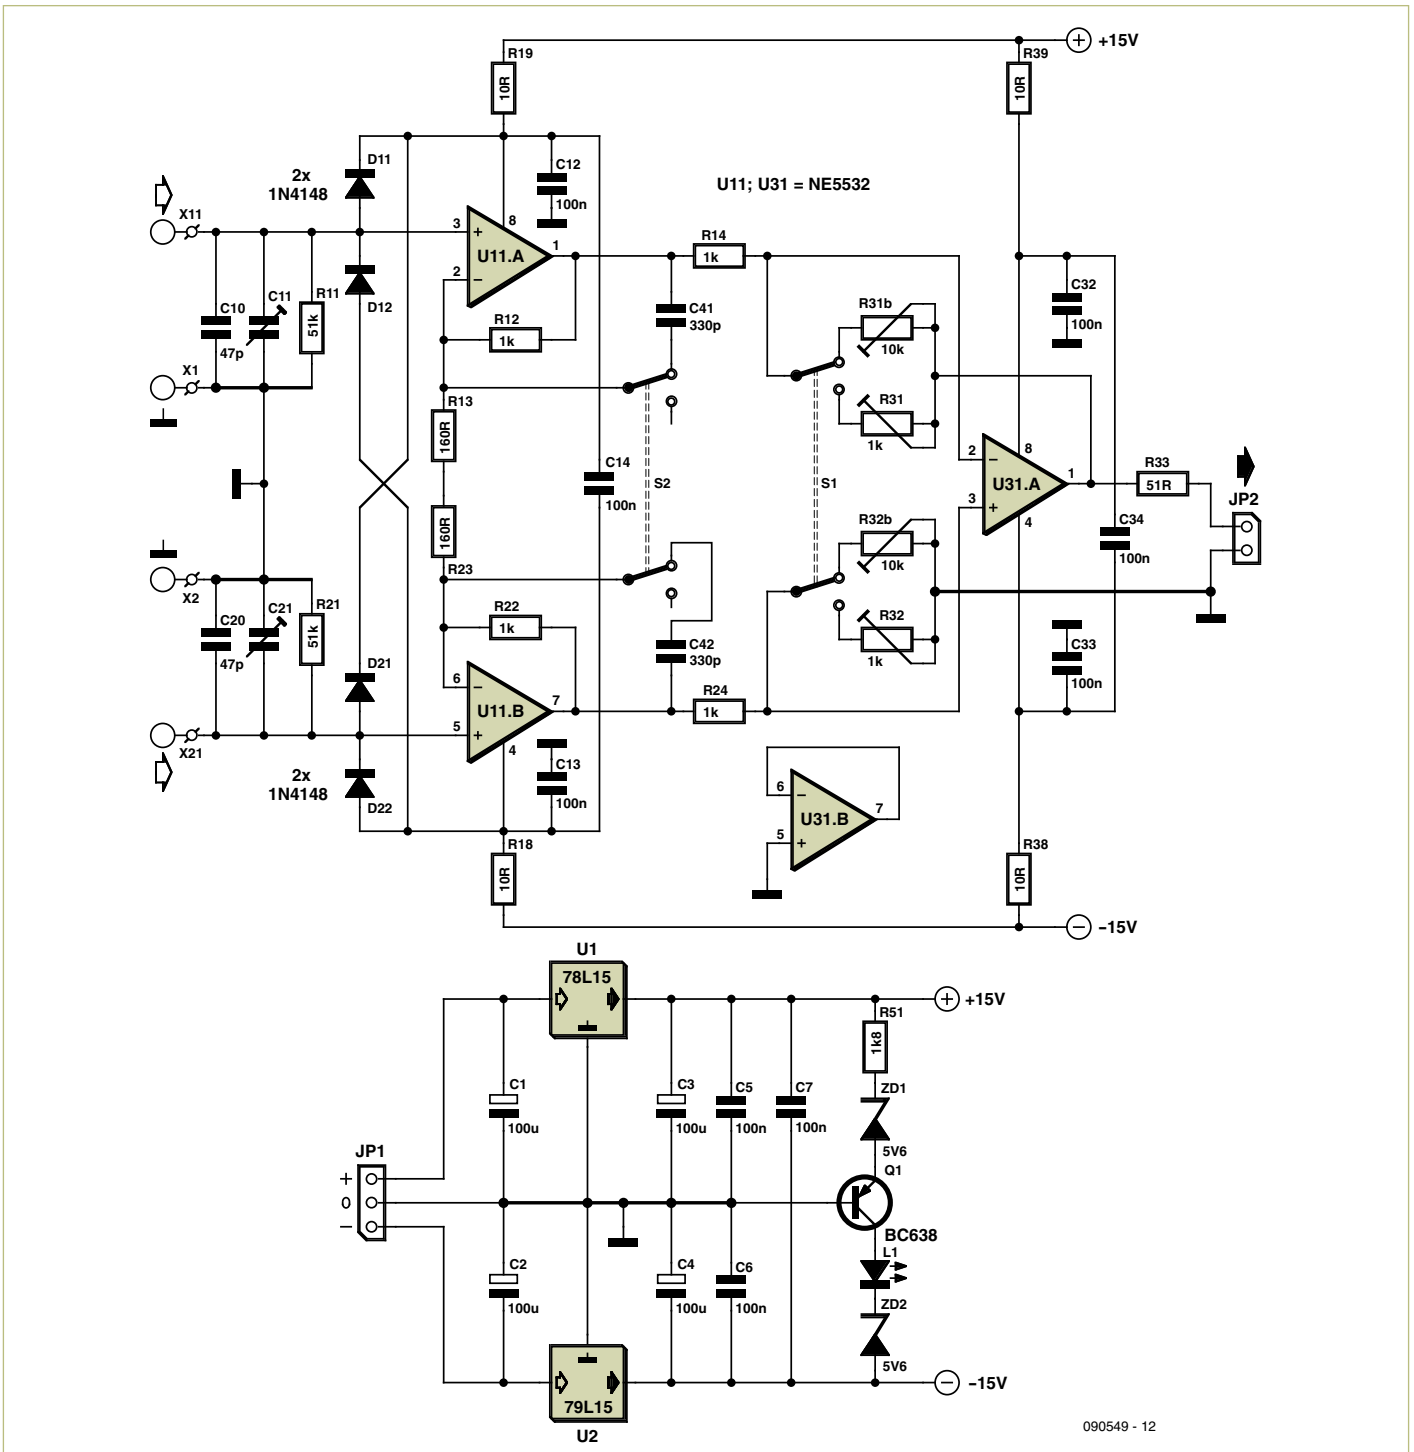 R19
R39
+15V
10R
10R
D11
2x
1N4148
C12
100n
U11; U31 = NE5532
X11
3
+
8
U11.A
1
R14
1k
2
−
C10
C11
R11
51k
47p
D12
C41
330p
R12
1k
C32
100n
R31b
10k
X1
R13
160R
R31
1k
2
−
8
U31.A
1
3
+
4
R33
51R
JP2
C14
100n
S2
S1
160R
R23
R32b
10k
C34
100n
X2
C20
C21
R21
51k
47p
R22
1k
R32
1k
C42
330p
C33
100n
D21
6
−
U11.B
7
5
+
4
R24
1k
X21
2x
1N4148
D22
C13
100n
6
−
U31.B
7
5
+
R18
10R
R38
10R
−15V
U1
78L15
+15V
R51
1k8
C1
100u
C3
100u
C5
100n
C7
100n
ZD1
5V6
JP1
+
0
−
Q1
BC638
L1
C2
100u
C4
100u
C6
100n
ZD2
5V6
79L15
U2
−15V
090549 - 12